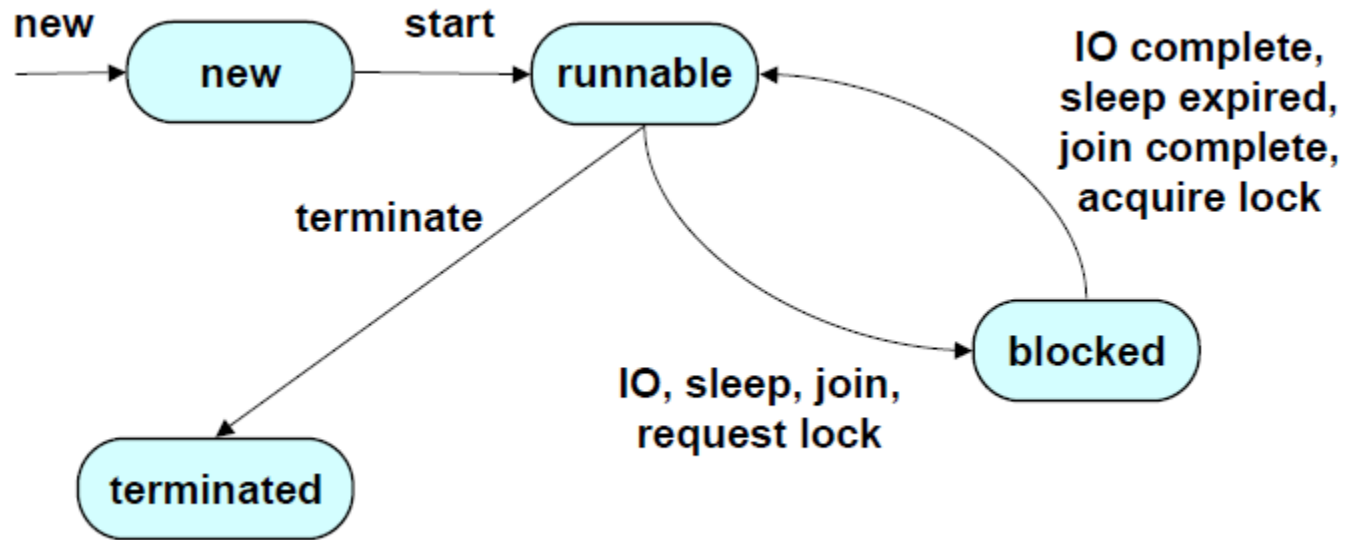 new
start
new
runnable
IO complete,
sleep expired,
join complete,
acquire lock
terminate
blocked
IO, sleep, join,
request lock
terminated